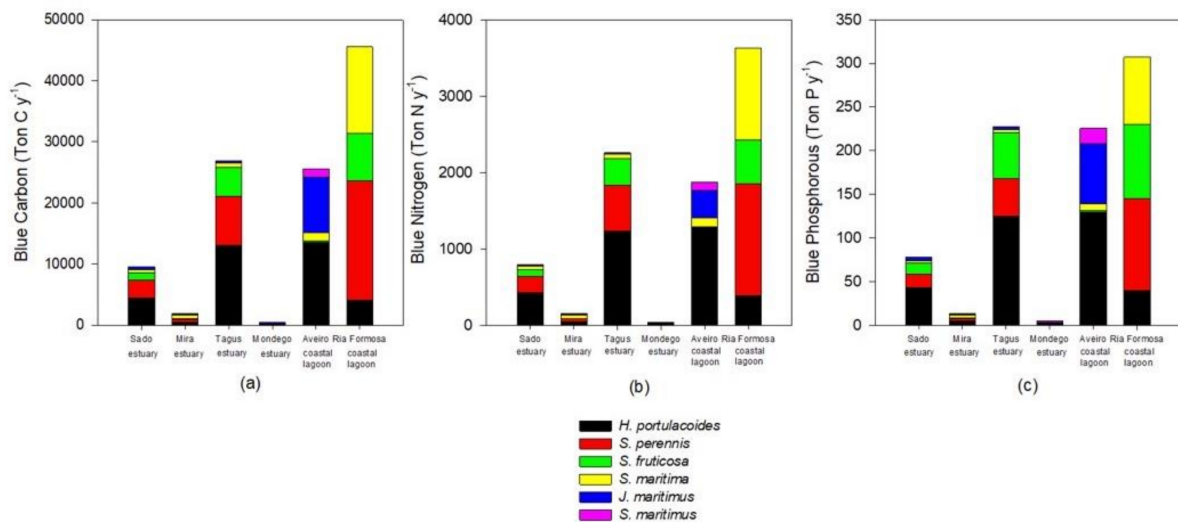 Blue Carbon (Ton C y-1)
50000
40000
30000
20000
10000
0
Sado estuary
Mira estuary
Tagus estuary
Mondego estuary
Aveiro coastal lagoon
Ria Formosa coastal lagoon
(a)
Blue Nitrogen (Ton N y-1)
4000
3000
2000
1000
0
Sado estuary
Mira estuary
Tagus estuary
Mondego estuary
Aveiro coastal lagoon
Ria Formosa coastal lagoon
(b)
Blue Phosphorous (Ton P y-1)
350
300
250
200
150
100
50
0
Sado estuary
Mira estuary
Tagus estuary
Mondego estuary
Aveiro coastal lagoon
Ria Formosa coastal lagoon
(c)
H. portulacoides
S. perennis
S. fruticosa
S. maritima
J. maritimus
S. maritimus